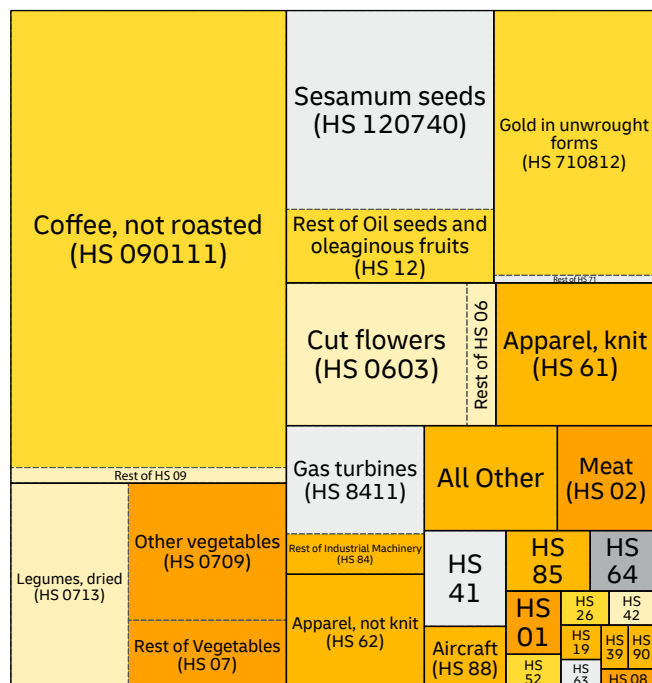 Coffee, not roasted
(HS 090111)
Rest of HS 09
Legumes, dried
(HS 0713)
Other vegetables
(HS 0709)
Rest of Vegetables
(HS 07)
Sesamum seeds
(HS 120740)
Rest of Oil seeds and
oleaginous fruits
(HS 12)
Gold in unwrought
forms
(HS 710812)
Rest of HS 71
Cut flowers
(HS 0603)
Rest of HS 06
Apparel, knit
(HS 61)
Gas turbines
(HS 8411)
Rest of Industrial Machinery
(HS 84)
Apparel, not knit
(HS 62)
All Other
Meat
(HS 02)
HS
41
Aircraft
(HS 88)
HS
85
HS
64
HS
01
HS
52
HS
26
HS
42
HS
19
HS
63
HS
39
HS
90
HS 08